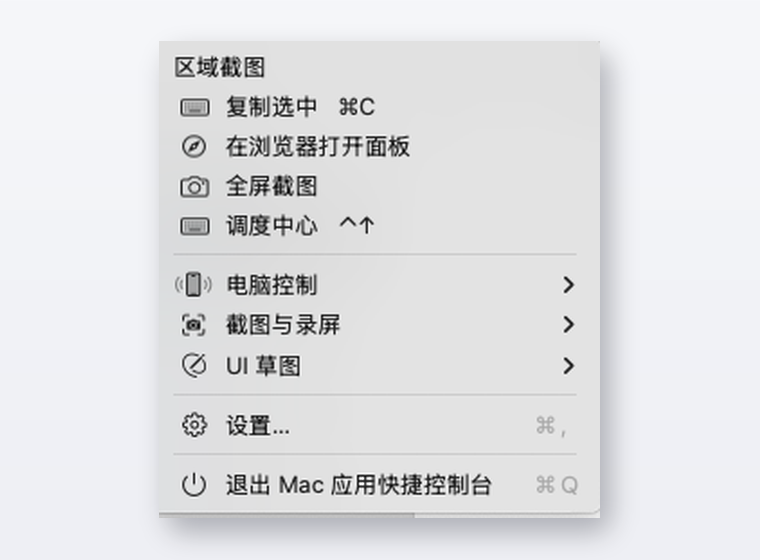 区域截图
复制选中 ⌘C
在浏览器打开面板
全屏截图
调度中心 ^↑
电脑控制
截图与录屏
UI 草图
设置... ⌘ ,
退出 Mac 应用快捷控制台 ⌘ Q